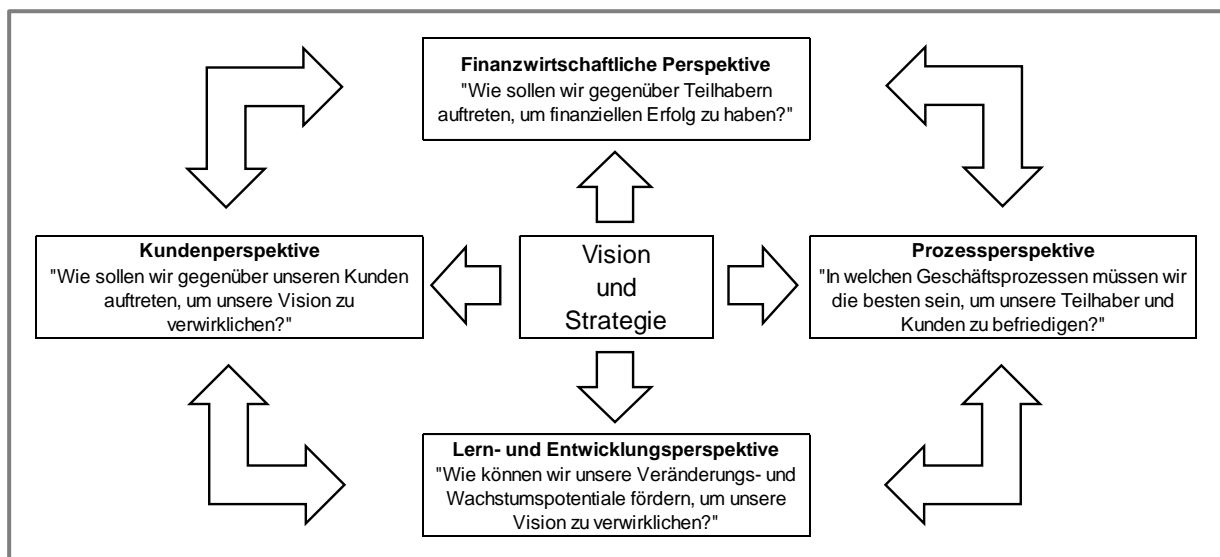 Finanzwirtschaftliche Perspektive
"Wie sollen wir gegenüber Teilhabern
auftreten, um finanziellen Erfolg zu haben?"
Kundenperspektive
"Wie sollen wir gegenüber unseren Kunden
auftreten, um unsere Vision zu
verwirklichen?"
Vision
und
Strategie
Prozessperspektive
"In welchen Geschäftsprozessen müssen wir
die besten sein, um unsere Teilhaber und
Kunden zu befriedigen?"
Lern- und Entwicklungsperspektive
"Wie können wir unsere Veränderungs- und
Wachstumspotentiale fördern, um unsere
Vision zu verwirklichen?"